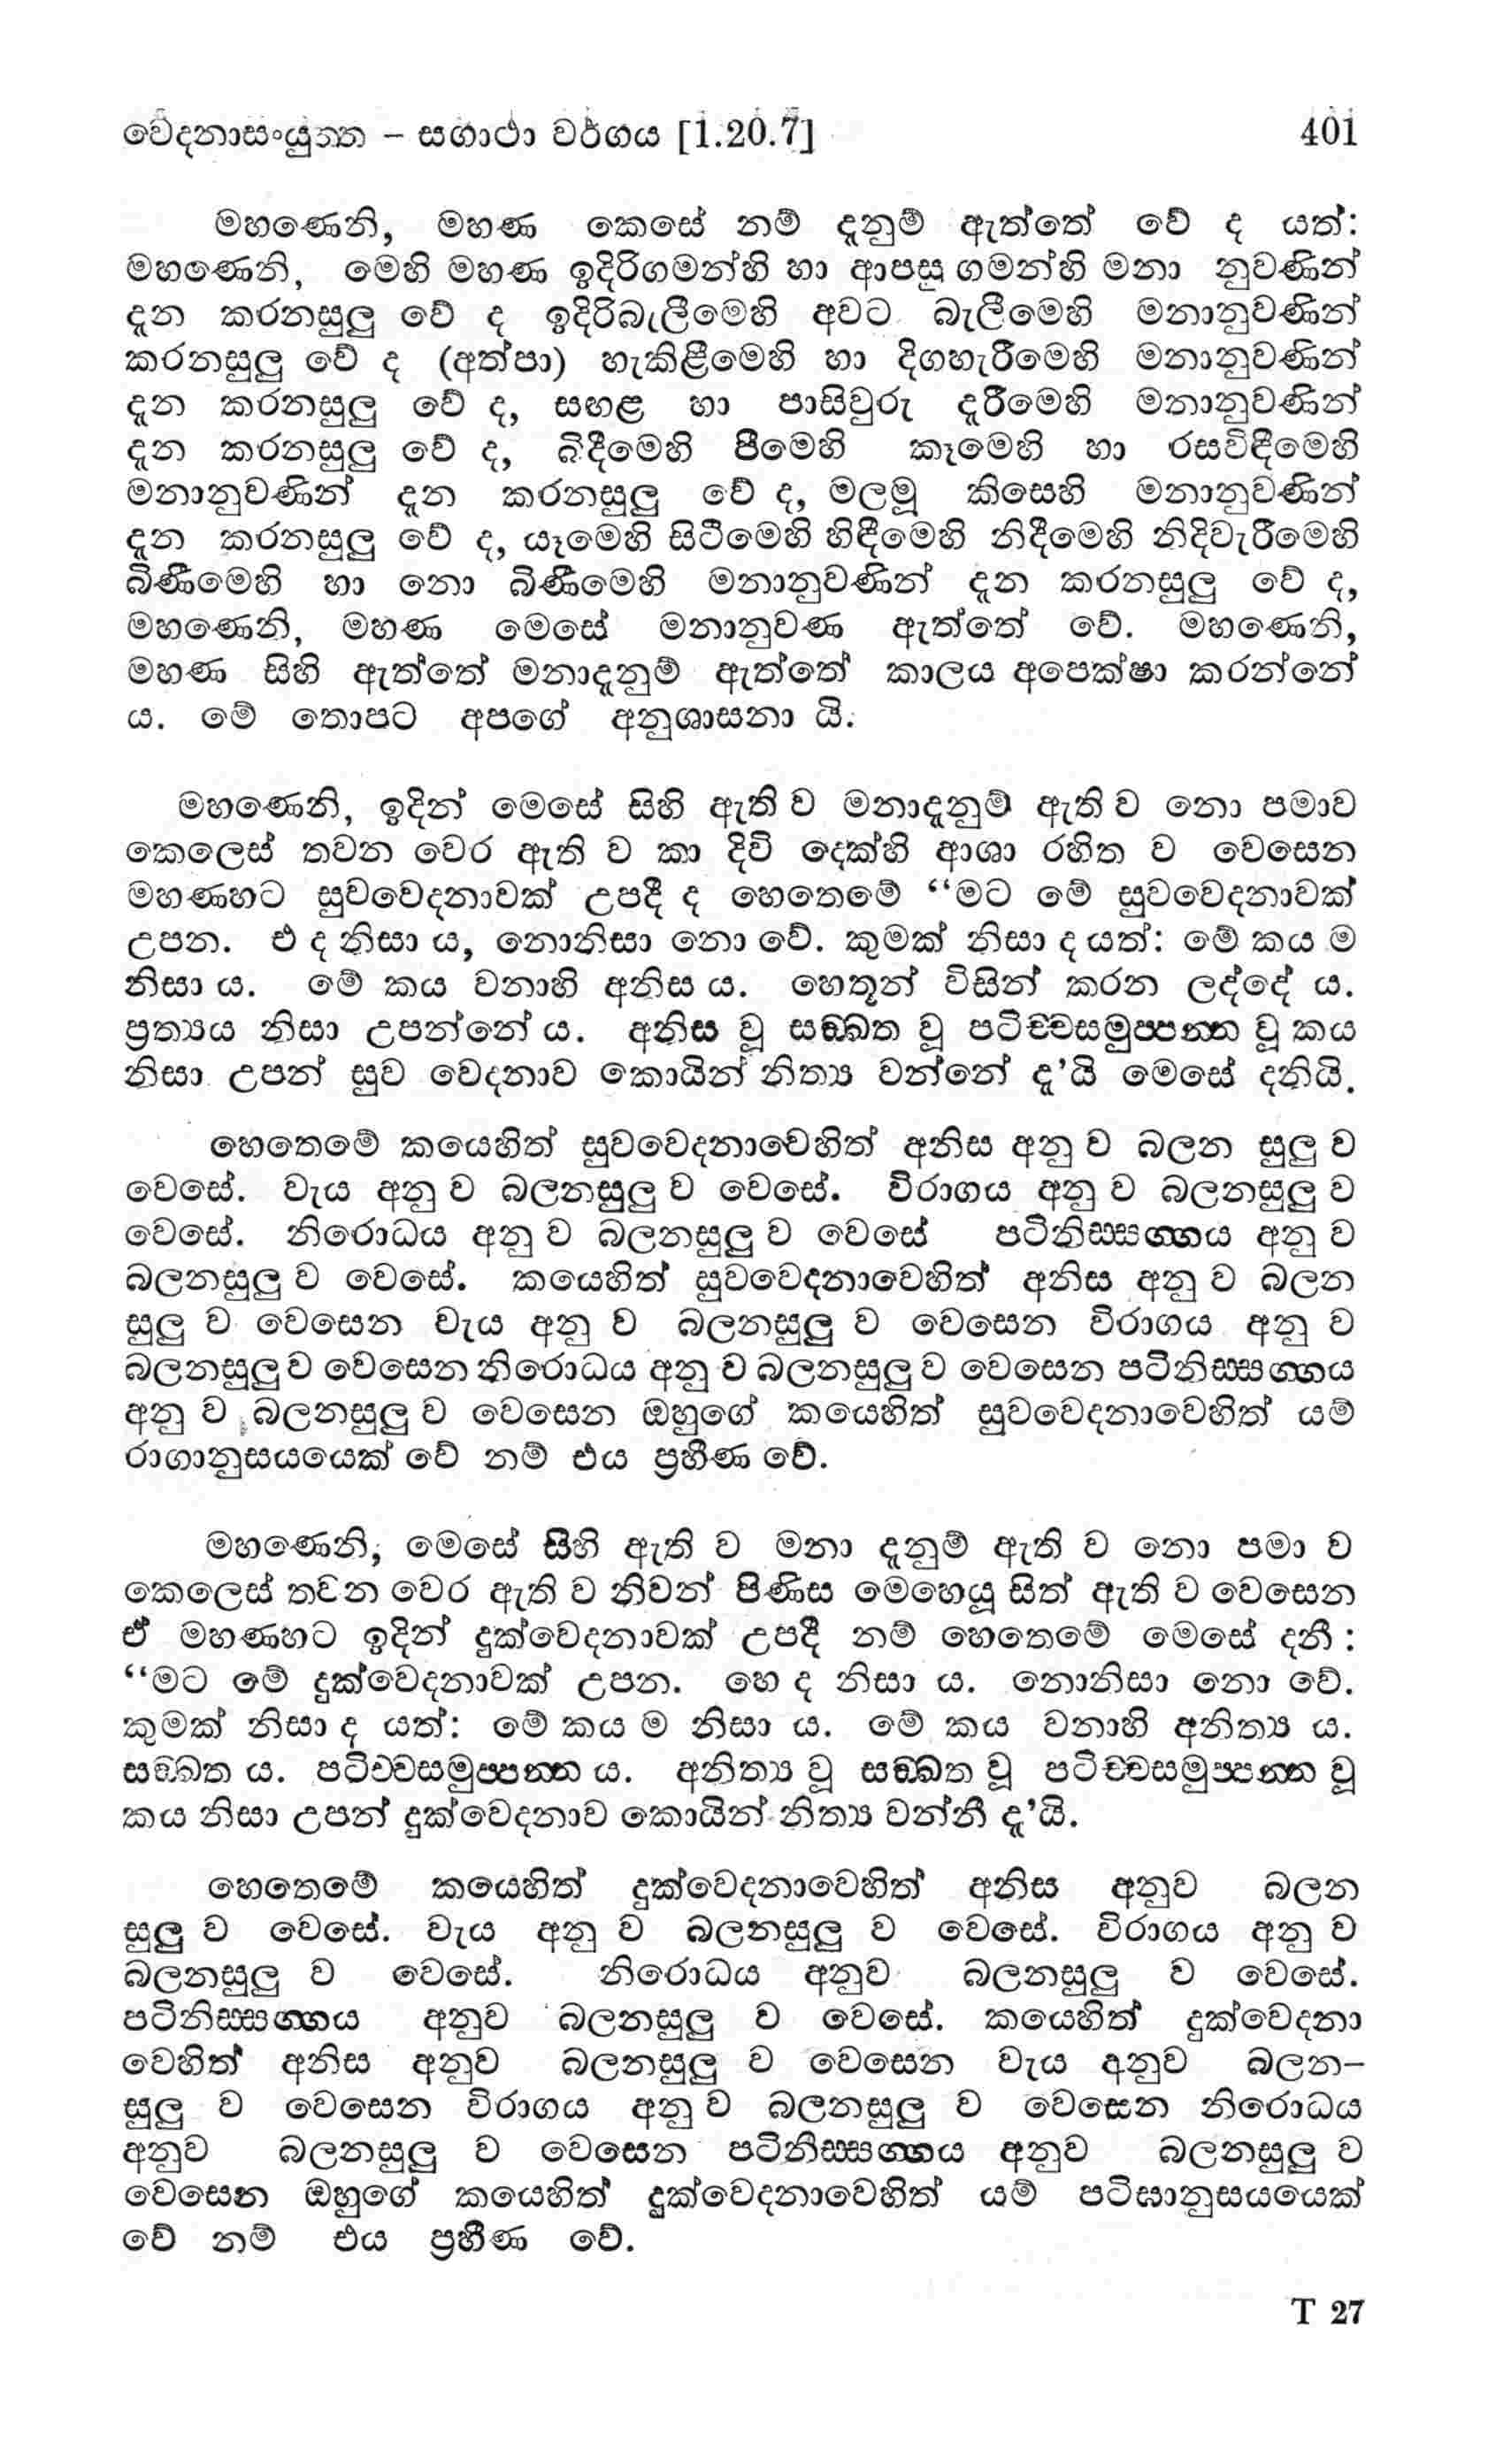 වේදනාසංයුත්ත – සගාථා වර්ගය [1.20.7] 401
මහණෙනි, මහණ කෙසේ නම් දැනුම් ඇත්තේ වේ ද යත්:
මහණෙනි, මෙහි මහණ ඉදිරිගමන්හි හා ආපසු ගමන්හි මනා නුවණින්
දැන කරනසුලු වේ ද ඉදිරිබැලීමෙහි අවට බැලීමෙහි මනානුවණින්
කරනසුලු වේ ද (අත්පා) හැකිළීමෙහි හා දිගහැරීමෙහි මනානුවණින්
දැන කරනසුලු වේ ද, සඟළ හා පාසිවුරු දැරීමෙහි මනානුවණින්
දැන කරනසුලු වේ ද, බිඳීමෙහි පීමෙහි කෑමෙහි හා රසවිඳීමෙහි
මනානුවණින් දැන කරනසුලු වේ ද, මලමූ කිසෙහි මනානුවණින්
දැන කරනසුලු වේ ද, යෑමෙහි සිටීමෙහි හිඳීමෙහි නිදීමෙහි නිදිවැරීමෙහි
බිණීමෙහි හා නො බිණීමෙහි මනානුවණින් දැන කරනසුලු වේ ද,
මහණෙනි, මහණ මෙසේ මනානුවණ ඇත්තේ වේ. මහණෙනි,
මහණ සිහි ඇත්තේ මනාදැනුම් ඇත්තේ කාලය අපෙක්ෂා කරන්නේ
ය. මේ තොපට අපගේ අනුශාසනා යි.
මහණෙනි, ඉදින් මෙසේ සිහි ඇති ව මනාදැනුම් ඇති ව නො පමාව
කෙලෙස් තවන වෙර ඇති ව කා දිවි දෙක්හි ආශා රහිත ව වෙසෙන
මහණහට සුවවෙදනාවක් උපදී ද හෙතෙමේ “මට මේ සුවවෙදනාවක්
උපන. එ ද නිසා ය, නොනිසා නො වේ. කුමක් නිසා ද යත්: මේ කය ම
නිසා ය. මේ කය වනාහි අනිස ය. හෙතූන් විසින් කරන ලද්දේ ය.
ප්‍රත්‍යය නිසා උපන්නේ ය. අනිස වූ සඞ්ඛත වූ පටිච්චසමුප්පන්න වූ කය
නිසා උපන් සුව වෙදනාව කොයින් නිත්‍ය වන්නේ දැ’යි මෙසේ දනියි.
හෙතෙමේ කයෙහිත් සුවවෙදනාවෙහිත් අනිස අනු ව බලන සුලු ව
වෙසේ. වැය අනු ව බලනසුලු ව වෙසේ. විරාගය අනු ව බලනසුලු ව
වෙසේ. නිරොධය අනු ව බලනසුලු ව වෙසේ පටිනිස්සග්ගය අනු ව
බලනසුලු ව වෙසේ. කයෙහිත් සුවවෙදනාවෙහිත් අනිස අනු ව බලන
සුලු ව වෙසෙන වැය අනු ව බලනසුලු ව වෙසෙන විරාගය අනු ව
බලනසුලු ව වෙසෙන නිරොධය අනු ව බලනසුලු ව වෙසෙන පටිනිස්සග්ගය
අනු ව බලනසුලු ව වෙසෙන ඔහුගේ කයෙහිත් සුවවෙදනාවෙහිත් යම්
රාගානුසයයෙක් වේ නම් එය ප්‍රහීණ වේ.
මහණෙනි, මෙසේ සිහි ඇති ව මනා දැනුම් ඇති ව නො පමා ව
කෙලෙස් තවන වෙර ඇති ව නිවන් පිණිස මෙහෙයූ සිත් ඇති ව වෙසෙන
ඒ මහණහට ඉදින් දුක්වෙදනාවක් උපදී නම් හෙතෙමේ මෙසේ දනී :
“මට මේ දුක්වෙදනාවක් උපන. හෙ ද නිසා ය. නොනිසා නො වේ.
කුමක් නිසා ද යත්: මේ කය ම නිසා ය. මේ කය වනාහි අනිත්‍ය ය.
සඞ්ඛත ය. පටිච්චසමුප්පන්න ය. අනිත්‍ය වූ සඞ්ඛත වූ පටිච්චසමුප්පන්න වූ
කය නිසා උපන් දුක්වෙදනාව කොයින් නිත්‍ය වන්නී දැ’යි.
හෙතෙමේ කයෙහිත් දුක්වෙදනාවෙහිත් අනිස අනුව බලන
සුලු ව වෙසේ. වැය අනු ව බලනසුලු ව වෙසේ. විරාගය අනු ව
බලනසුලු ව වෙසේ. නිරොධය අනුව බලනසුලු ව වෙසේ.
පටිනිස්සග්ගය අනුව බලනසුලු ව වෙසේ. කයෙහිත් දුක්වෙදනා
වෙහිත් අනිස අනුව බලනසුලු ව වෙසෙන වැය අනුව බලන–
සුලු ව වෙසෙන විරාගය අනු ව බලනසුලු ව වෙසෙන නිරොධය
අනුව බලනසුලු ව වෙසෙන පටිනිස්සග්ගය අනුව බලනසුලු ව
වෙසෙන ඔහුගේ කයෙහිත් දුක්වෙදනාවෙහිත් යම් පටිඝානුසයයෙක්
වේ නම් එය ප්‍රහීණ වේ.
T 27